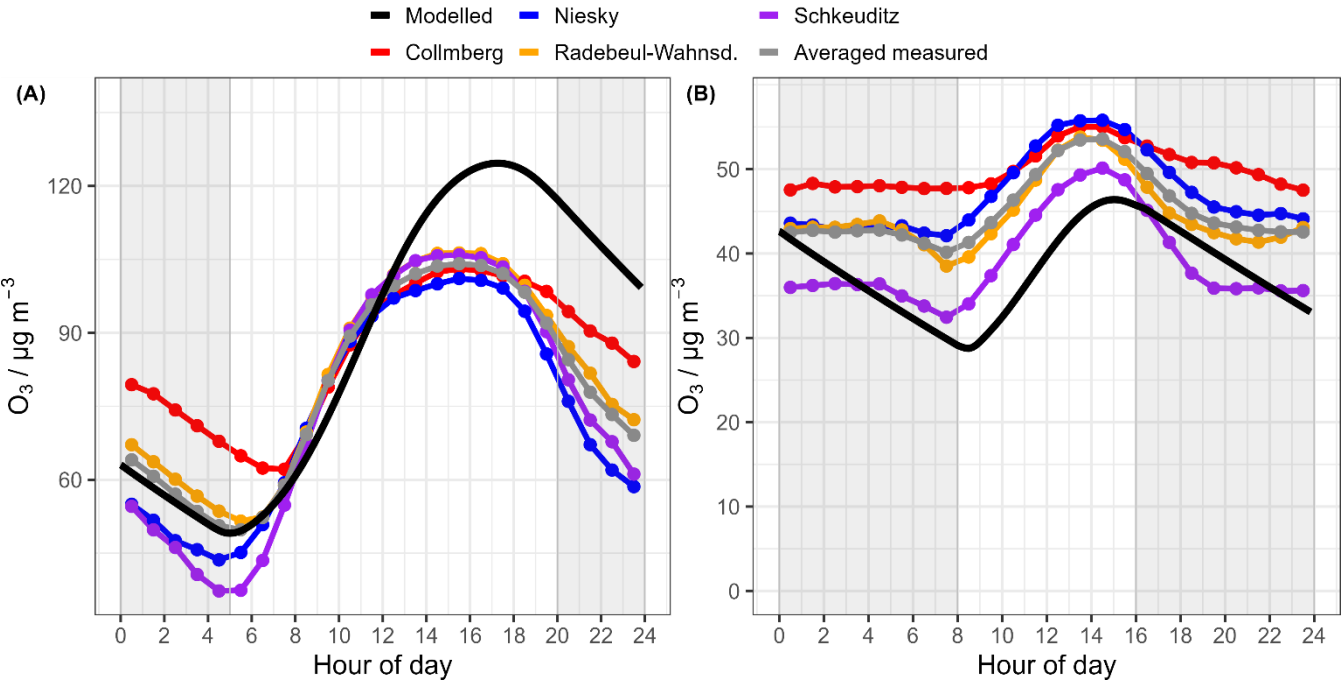 Modelled Niesky Schkeuditz
Collmberg Radebeul-Wahnsd. Averaged measured
(A)
O₃ / µg m⁻³
120
90
60
0 2 4 6 8 10 12 14 16 18 20 22 24
Hour of day
(B)
O₃ / µg m⁻³
50
40
30
20
10
0
0 2 4 6 8 10 12 14 16 18 20 22 24
Hour of day